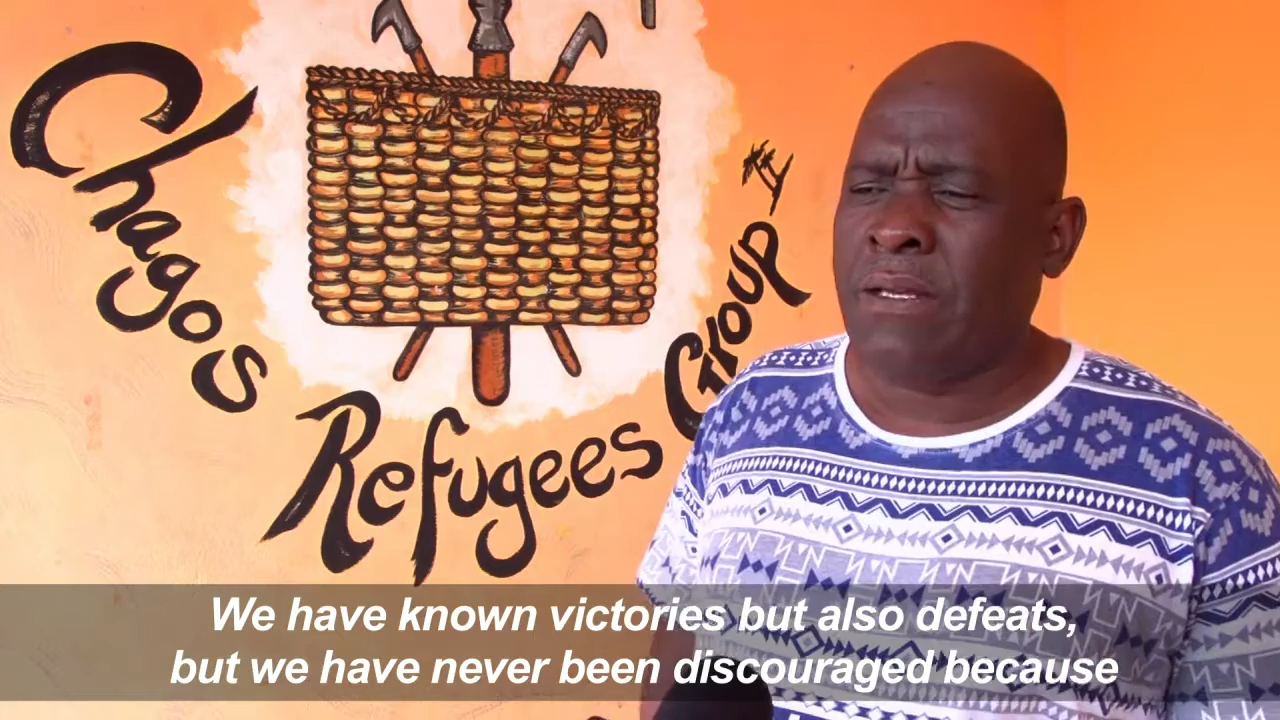 Chagos
Refugees
Group
We have known victories but also defeats,
but we have never been discouraged because